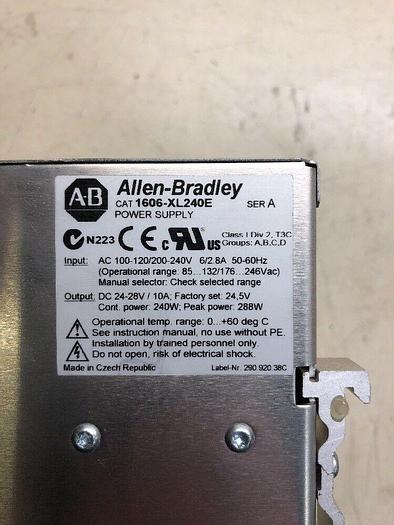 AB Allen-Bradley
CAT 1606-XL240E SER A
POWER SUPPLY
N223 CE c RU US Class I Div 2, T3C
Groups: A,B,C,D
Input: AC 100-120/200-240V 6/2.8A 50-60Hz
(Operational range: 85...132/176...246Vac)
Manual selector: Check selected range
Output: DC 24-28V / 10A; Factory set: 24,5V
Cont. power: 240W; Peak power: 288W
Operational temp. range: 0...+60 deg C
See instruction manual, no use without PE.
Installation by trained personnel only.
Do not open, risk of electrical shock.
Made in Czech Republic Label-Nr. 290.920.38C